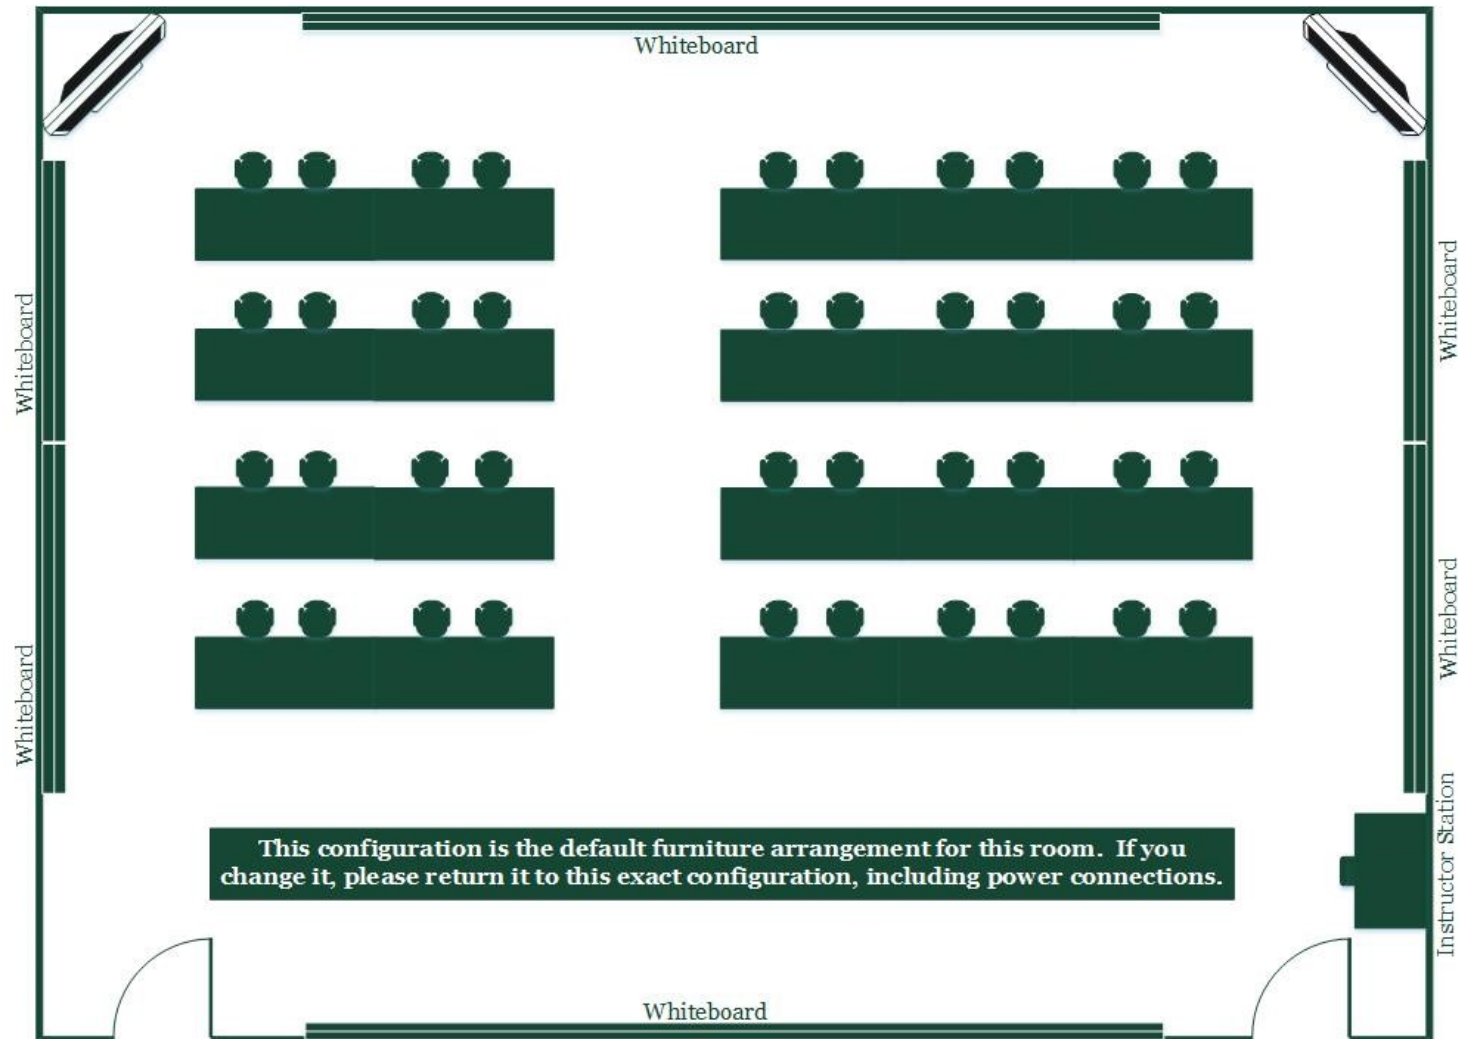 Whiteboard
Whiteboard
Whiteboard
Whiteboard
Whiteboard
Instructor Station
This configuration is the default furniture arrangement for this room. If you
change it, please return it to this exact configuration, including power connections.
Whiteboard